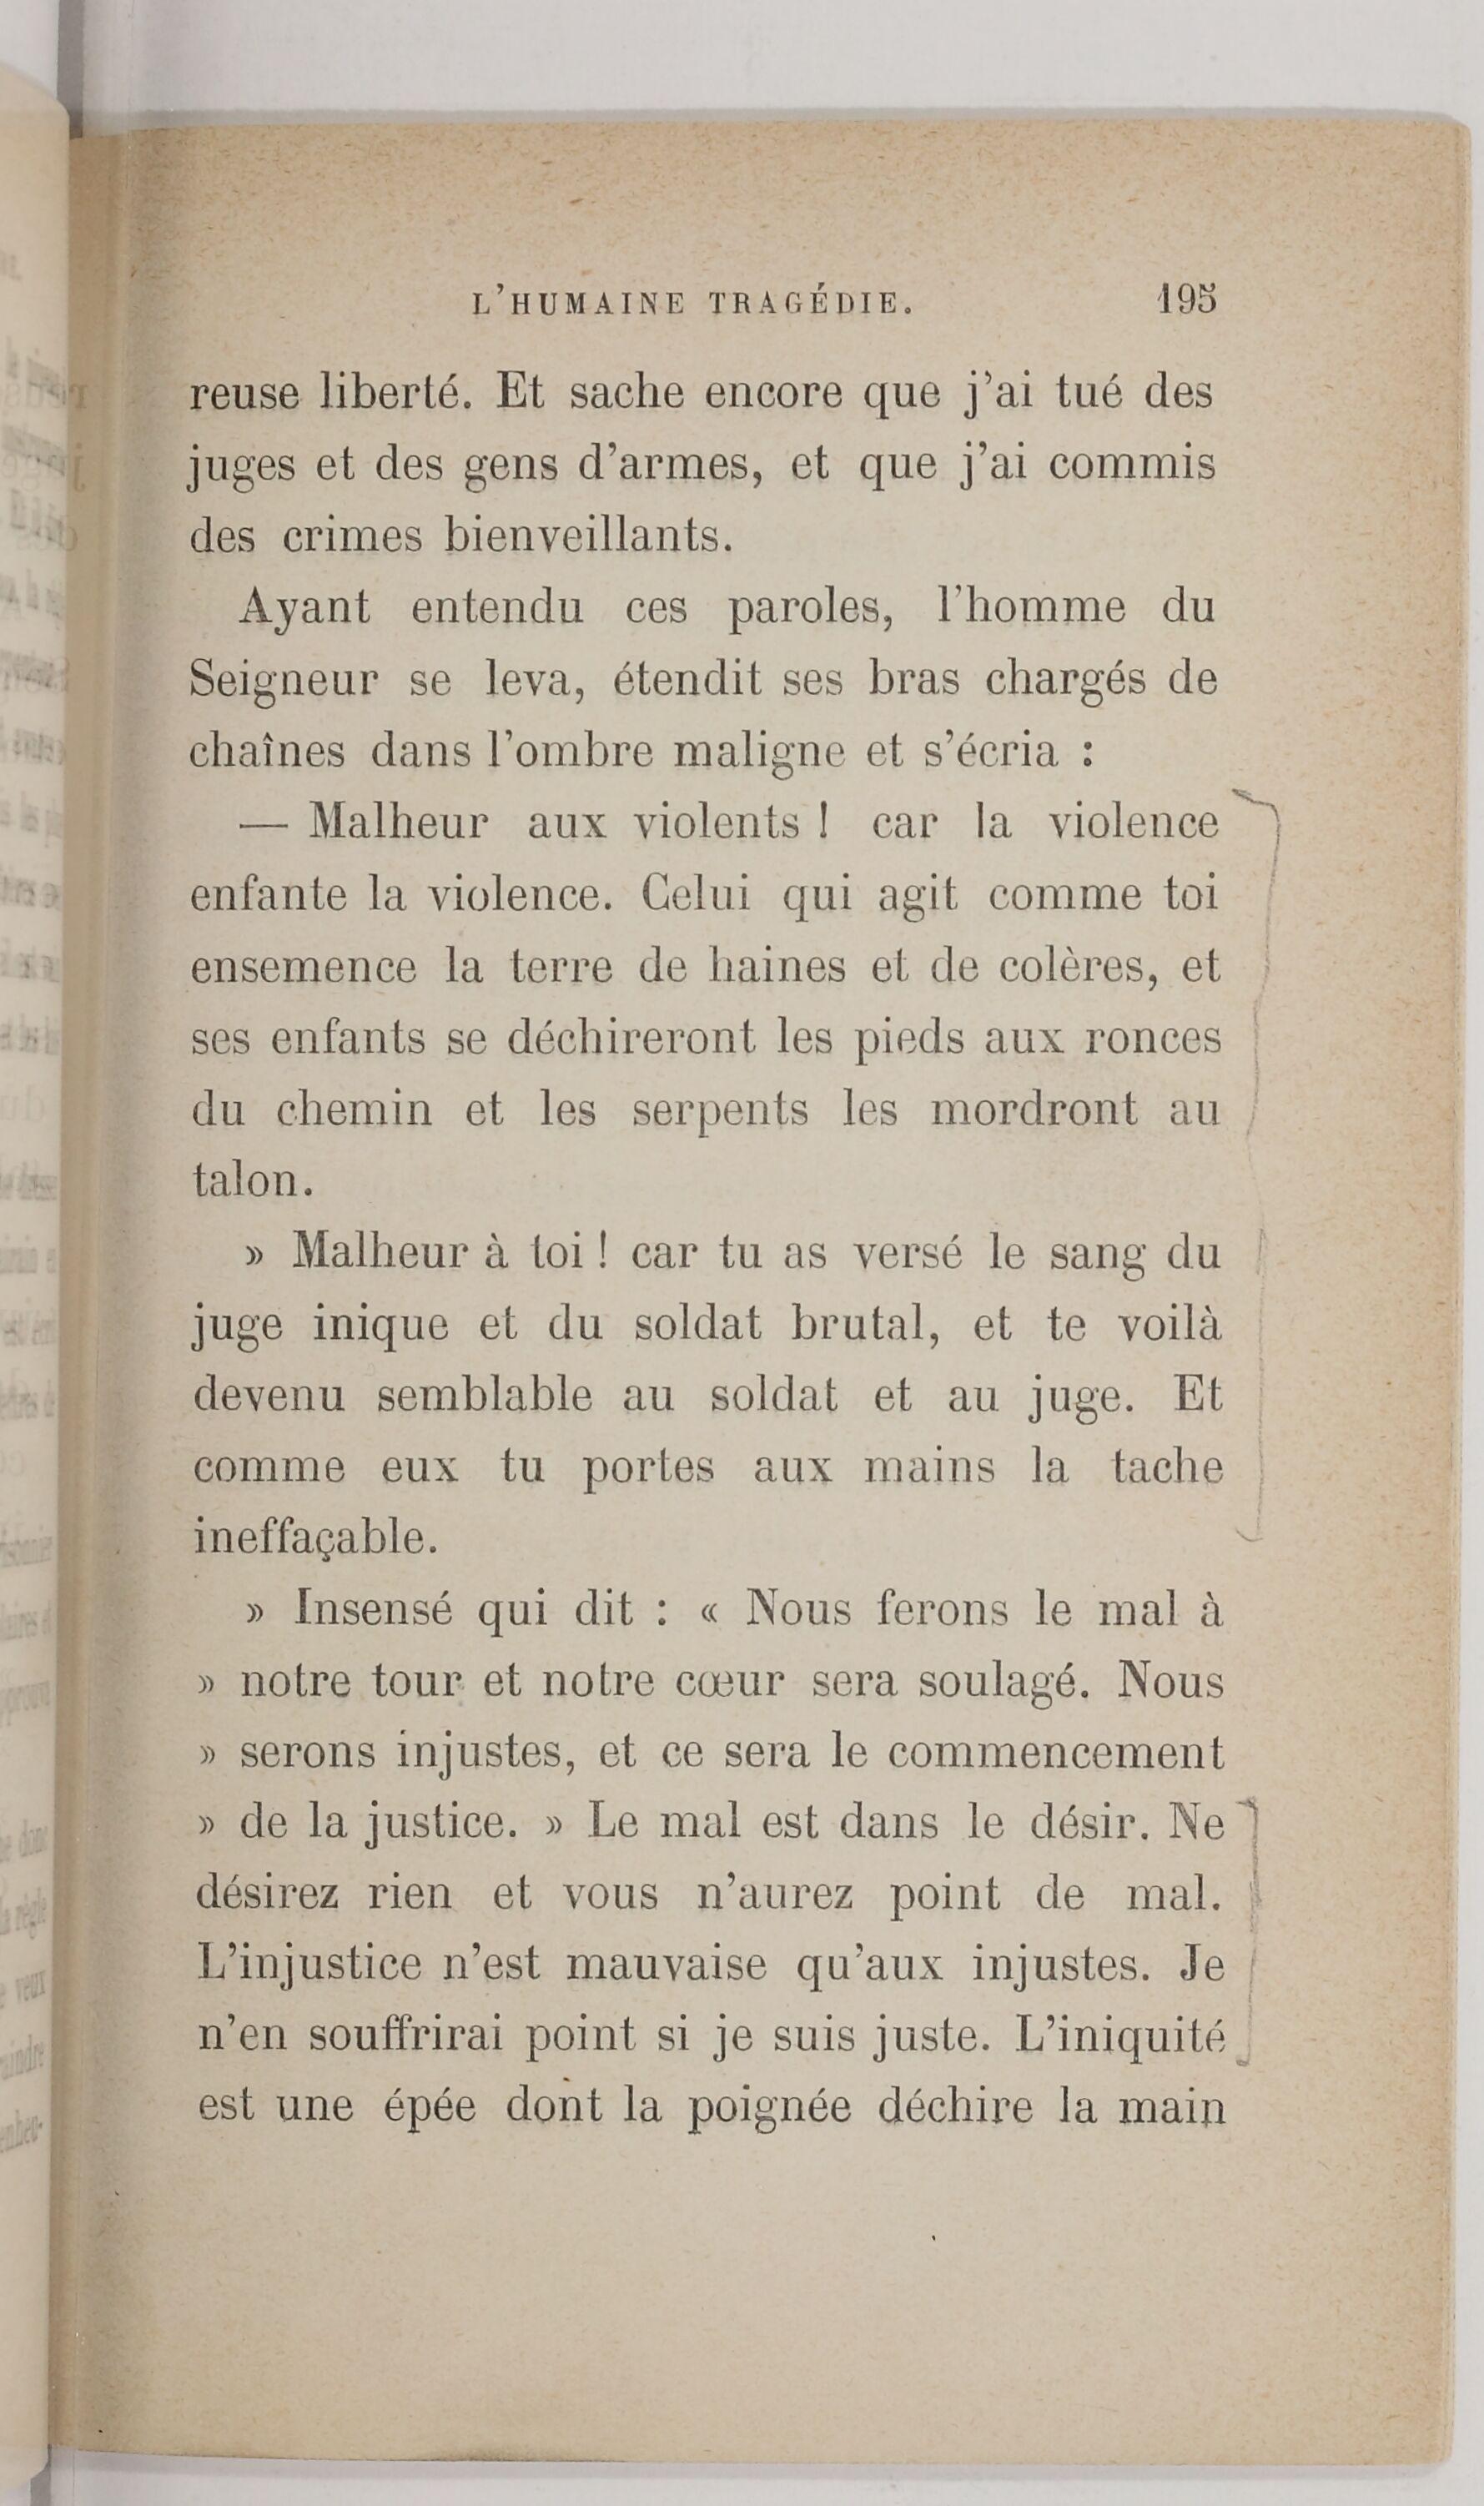 L'HUMAINE TRAGÉDIE. 195
reuse liberté. Et sache encore que j'ai tué des
juges et des gens d'armes, et que j'ai commis
des crimes bienveillants.
Ayant entendu ces paroles, l'homme du
Seigneur se leva, étendit ses bras chargés de
chaînes dans l'ombre maligne et s'écria :
— Malheur aux violents ! car la violence
enfante la violence. Celui qui agit comme toi
ensemence la terre de haines et de colères, et
ses enfants se déchireront les pieds aux ronces
du chemin et les serpents les mordront au
talon.
» Malheur à toi ! car tu as versé le sang du
juge inique et du soldat brutal, et te voilà
devenu semblable au soldat et au juge. Et
comme eux tu portes aux mains la tache
ineffaçable.
» Insensé qui dit : « Nous ferons le mal à
» notre tour et notre cœur sera soulagé. Nous
» serons injustes, et ce sera le commencement
» de la justice. » Le mal est dans le désir. Ne
désirez rien et vous n'aurez point de mal.
L'injustice n'est mauvaise qu'aux injustes. Je
n'en souffrirai point si je suis juste. L'iniquité
est une épée dont la poignée déchire la main